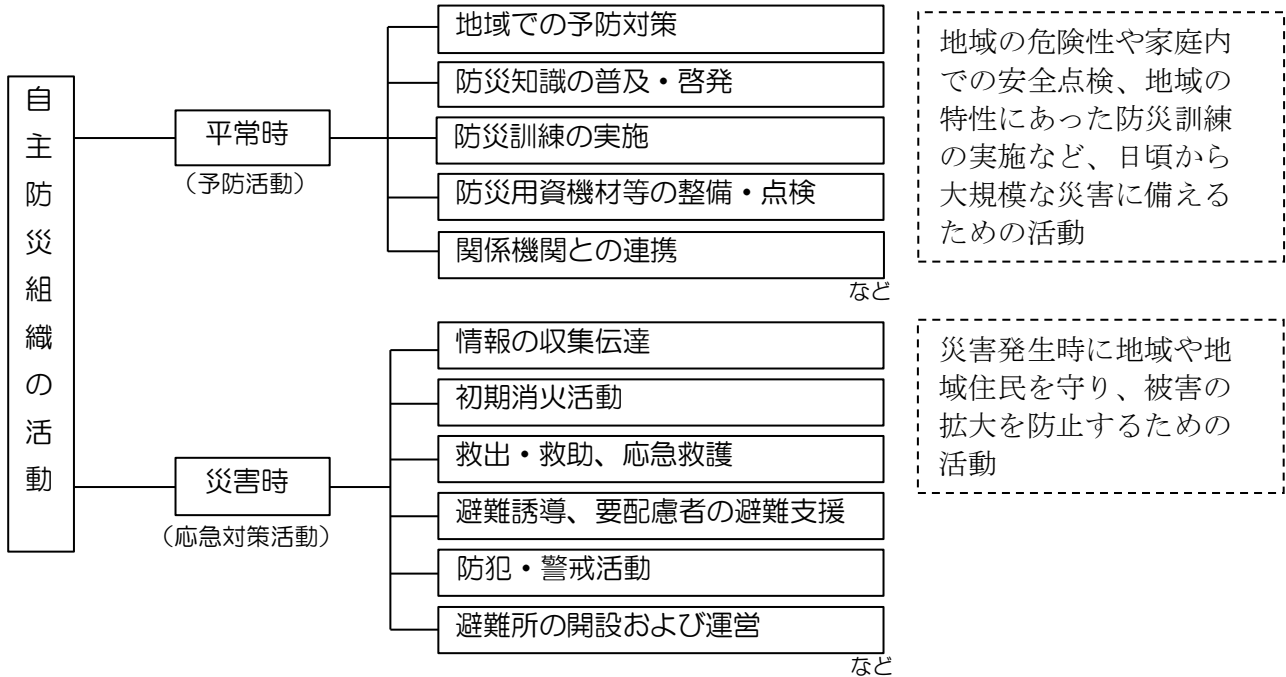 自主防災組織の活動
平常時
（予防活動）
地域での予防対策
防災知識の普及・啓発
防災訓練の実施
防災用資機材等の整備・点検
関係機関との連携
など
地域の危険性や家庭内
での安全点検、地域の
特性にあった防災訓練
の実施など、日頃から
大規模な災害に備える
ための活動
災害時
（応急対策活動）
情報の収集伝達
初期消火活動
救出・救助、応急救護
避難誘導、要配慮者の避難支援
防犯・警戒活動
避難所の開設および運営
など
災害発生時に地域や地
域住民を守り、被害の
拡大を防止するための
活動